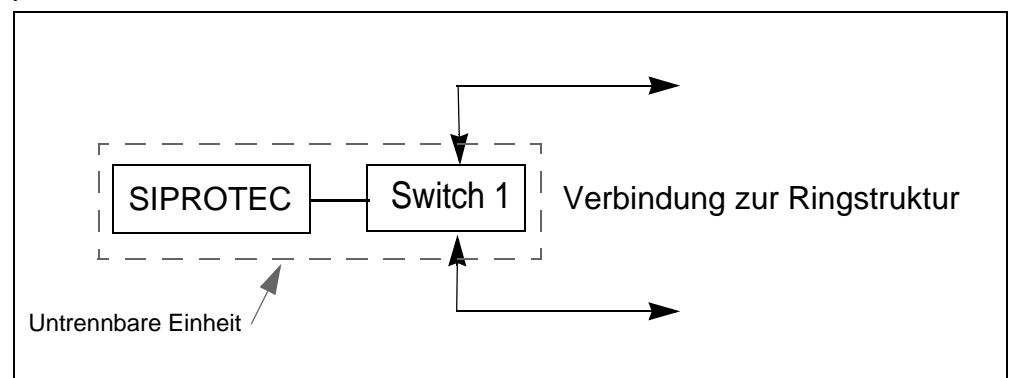 SIPROTEC
Switch 1
Verbindung zur Ringstruktur
Untrennbare Einheit